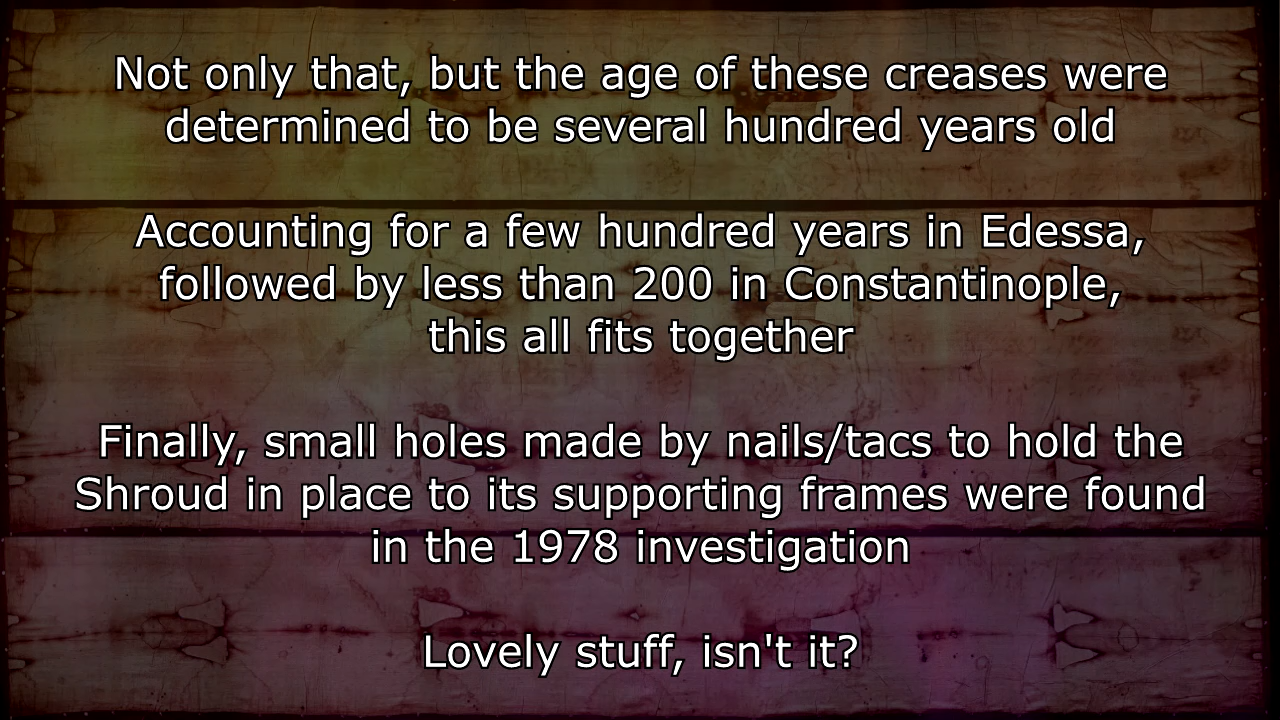 Not only that, but the age of these creases were
determined to be several hundred years old
Accounting for a few hundred years in Edessa,
followed by less than 200 in Constantinople,
this all fits together
Finally, small holes made by nails/tacs to hold the
Shroud in place to its supporting frames were found
in the 1978 investigation
Lovely stuff, isn't it?